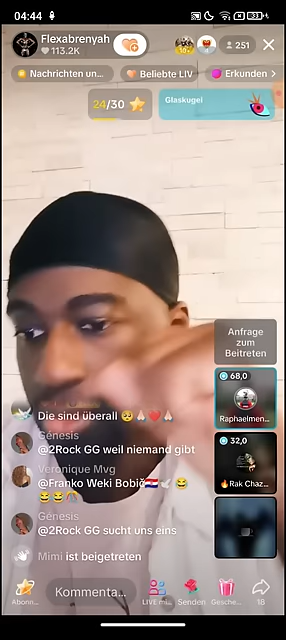 04:44
Flexabrenyah
113.2K
251
Nachrichten un...
Beliebte LIV
Erkunden
24/30
Glaskugel
Anfrage zum Beitreten
68,0
Raphaelmen...
Die sind überall
Génesis
@2Rock GG weil niemand gibt
32,0
Rak Chaz...
Veronique Mvg
@Franko Weki Bobić
Génesis
@2Rock GG sucht uns eins
Mimi ist beigetreten
Abonn...
Kommenta...
LIVE mi...
Senden
Gesche...
18